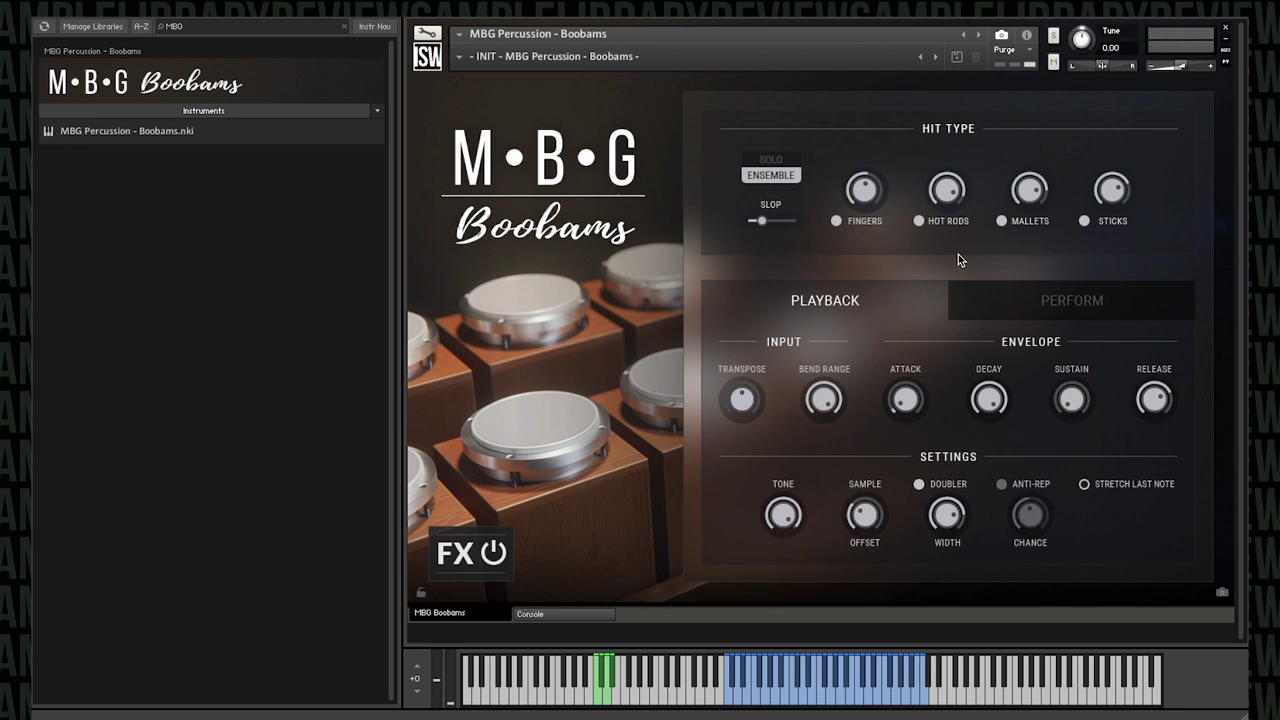 Manage Libraries
A-Z
MBG
Instr Nav
MBG Percussion - Boobams
M•B•G Boobams
Instruments
MBG Percussion - Boobams.nki
MBG Percussion - Boobams
- INIT - MBG Percussion - Boobams -
Purge
S
M
Tune
0.00
L
R
-
+
AUX
PV
ISW
M•B•G
Boobams
FX
HIT TYPE
SOLO
ENSEMBLE
SLOP
FINGERS
HOT RODS
MALLETS
STICKS
PLAYBACK
PERFORM
INPUT
ENVELOPE
TRANSPOSE
BEND RANGE
ATTACK
DECAY
SUSTAIN
RELEASE
SETTINGS
TONE
SAMPLE
OFFSET
DOUBLER
WIDTH
ANTI-REP
CHANCE
STRETCH LAST NOTE
MBG Boobams
Console
+0